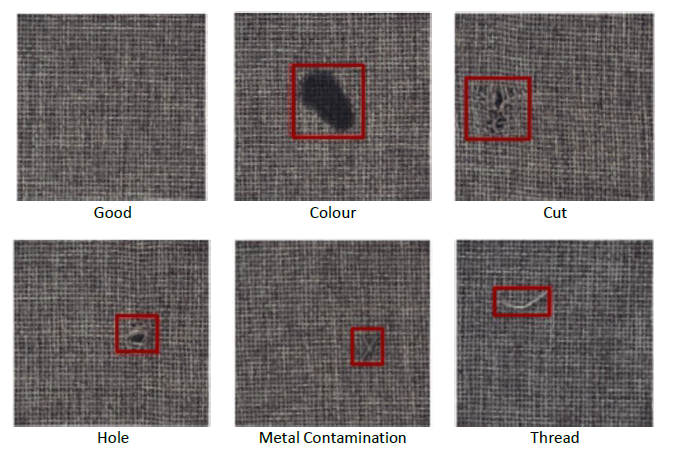 Good
Colour
Cut
Hole
Metal Contamination
Thread